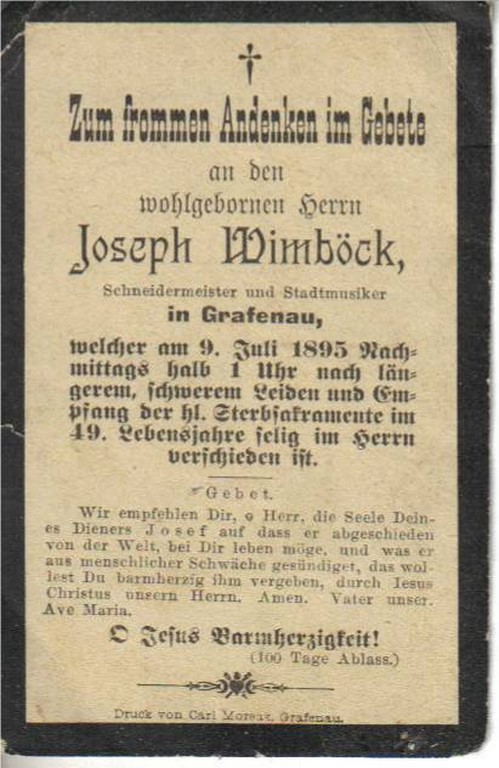 Zum frommen Andenken im Gebete
an den
wohlgebornen Herrn
Joseph Wimböck,
Schneidermeister und Stadtmusiker
in Grafenau,
welcher am 9. Juli 1895 Nach-
mittags halb 1 Uhr nach län-
gerem, schwerem Leiden und Em-
pfang der hl. Sterbsakramente im
49. Lebensjahre selig im Herrn
verschieden ist.
Gebet.
Wir empfehlen Dir, o Herr, die Seele Dein-
es Dieners Josef auf dass er abgeschieden
von der Welt, bei Dir leben möge, und was er
aus menschlicher Schwäche gesündiget, das wol-
lest Du barmherzig ihm vergeben, durch Iesus
Christus unsern Herrn. Amen. Vater unser.
Ave Maria.
O Jesus Barmherzigkeit!
(100 Tage Ablass.)
Druck von Carl Morsak, Grafenau.